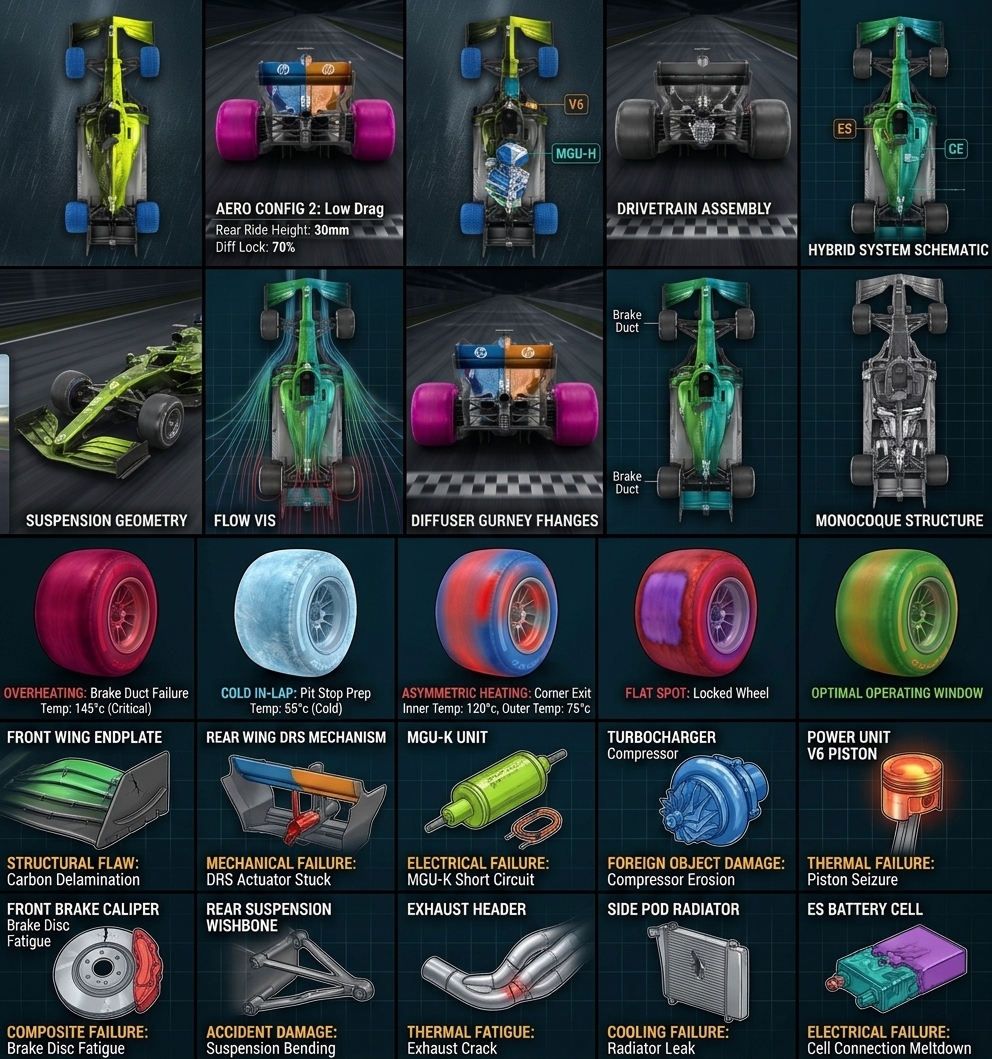 AERO CONFIG 2: Low Drag
Rear Ride Height: 30mm
Diff Lock: 70%
V6
MGU-H
DRIVETRAIN ASSEMBLY
ES
CE
HYBRID SYSTEM SCHEMATIC
SUSPENSION GEOMETRY
FLOW VIS
DIFFUSER GURNEY FHANGES
Brake
Duct
Brake
Duct
MONOCOQUE STRUCTURE
OVERHEATING: Brake Duct Failure
Temp: 145°c (Critical)
COLD IN-LAP: Pit Stop Prep
Temp: 55°c (Cold)
ASYMMETRIC HEATING: Corner Exit
Inner Temp: 120°c, Outer Temp: 75°c
FLAT SPOT: Locked Wheel
OPTIMAL OPERATING WINDOW
FRONT WING ENDPLATE
STRUCTURAL FLAW:
Carbon Delamination
REAR WING DRS MECHANISM
MECHANICAL FAILURE:
DRS Actuator Stuck
MGU-K UNIT
ELECTRICAL FAILURE:
MGU-K Short Circuit
TURBOCHARGER
Compressor
FOREIGN OBJECT DAMAGE:
Compressor Erosion
POWER UNIT
V6 PISTON
THERMAL FAILURE:
Piston Seizure
FRONT BRAKE CALIPER
Brake Disc
Fatigue
COMPOSITE FAILURE:
Brake Disc Fatigue
REAR SUSPENSION
WISHBONE
ACCIDENT DAMAGE:
Suspension Bending
EXHAUST HEADER
THERMAL FATIGUE:
Exhaust Crack
SIDE POD RADIATOR
COOLING FAILURE:
Radiator Leak
ES BATTERY CELL
ELECTRICAL FAILURE:
Cell Connection Meltdown